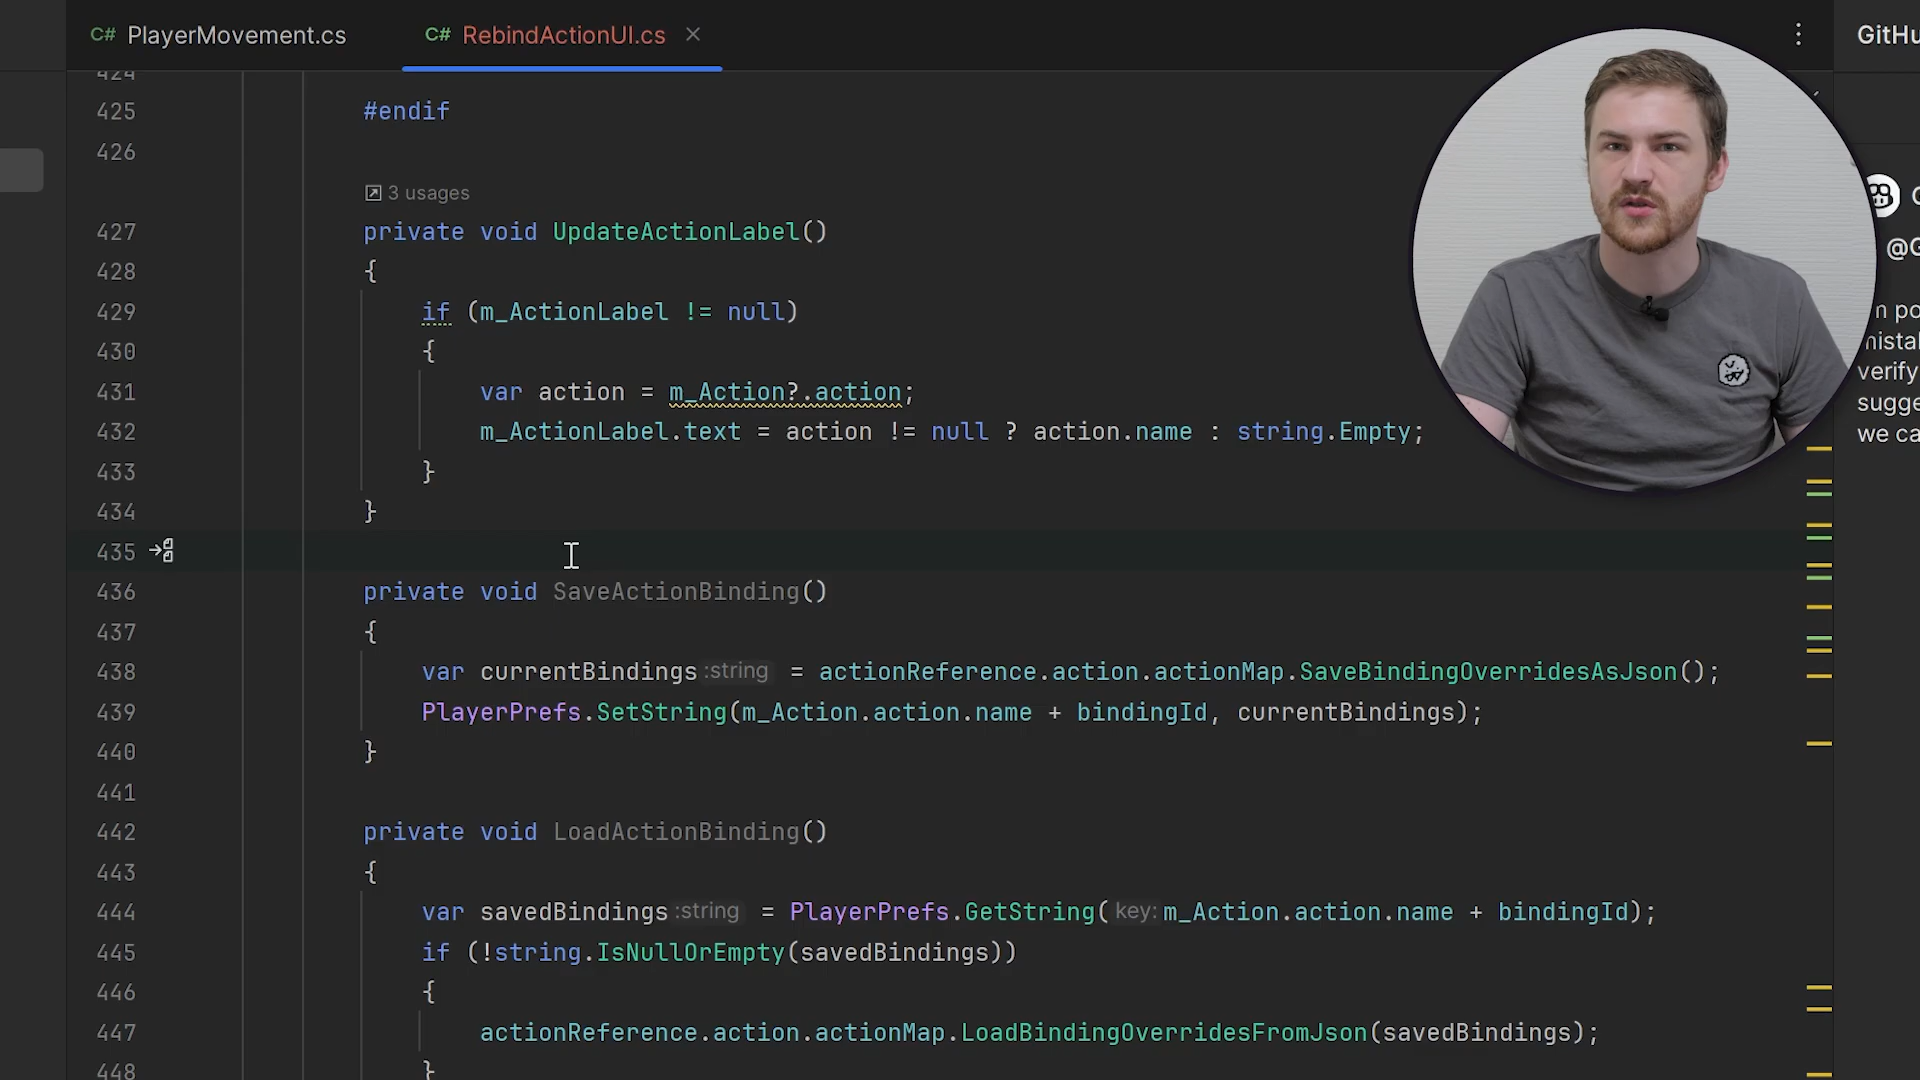 C# PlayerMovement.cs
C# RebindActionUI.cs
GitHu
424
425 #endif
426
3 usages
427 private void UpdateActionLabel()
428 {
429 if (m_ActionLabel != null)
430 {
431 var action = m_Action?.action;
432 m_ActionLabel.text = action != null ? action.name : string.Empty;
433 }
434 }
435
436 private void SaveActionBinding()
437 {
438 var currentBindings :string = actionReference.action.actionMap.SaveBindingOverridesAsJson();
439 PlayerPrefs.SetString(m_Action.action.name + bindingId, currentBindings);
440 }
441
442 private void LoadActionBinding()
443 {
444 var savedBindings :string = PlayerPrefs.GetString( key: m_Action.action.name + bindingId);
445 if (!string.IsNullOrEmpty(savedBindings))
446 {
447 actionReference.action.actionMap.LoadBindingOverridesFromJson(savedBindings);
448 }
@G
verify
sugge
we ca